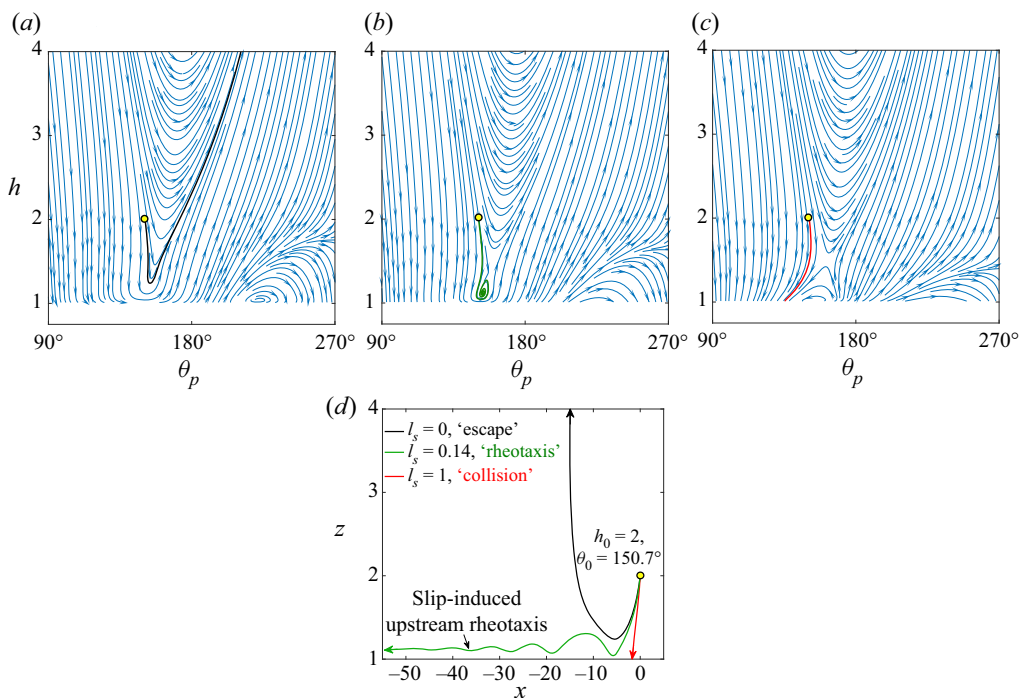 (a)
(b)
(c)
4
3
2
1
h
90°
180°
270°
θp
4
3
2
1
90°
180°
270°
θp
4
3
2
1
90°
180°
270°
θp
(d)
4
3
2
1
z
ls = 0, ‘escape’
ls = 0.14, ‘rheotaxis’
ls = 1, ‘collision’
h0 = 2,
θ0 = 150.7°
Slip-induced
upstream rheotaxis
–50
–40
–30
–20
–10
0
x